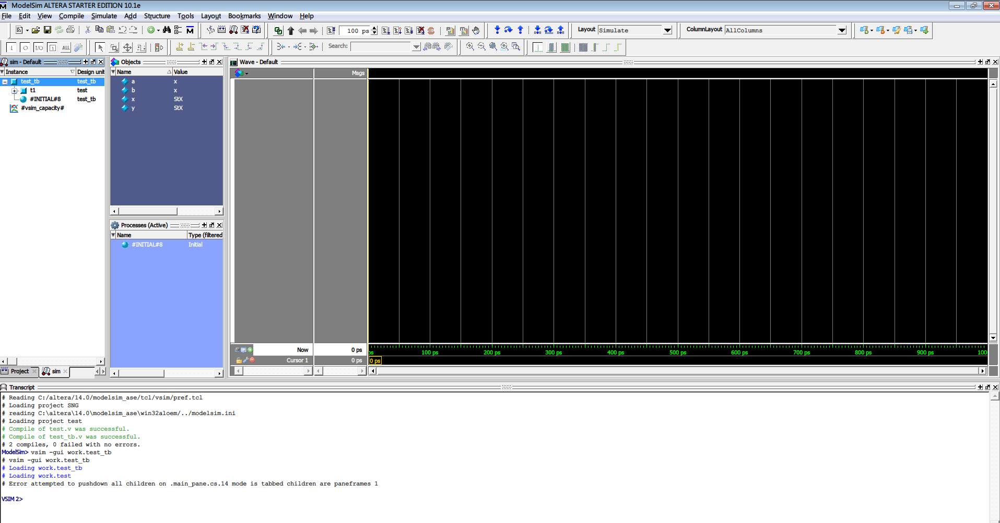 ModelSim ALTERA STARTER EDITION 10.1e
File Edit View Compile Simulate Add Structure Tools Layout Bookmarks Window Help
100 ps Layout Simulate ColumnLayout AllColumns
ALL Search:
sim - Default
Instance Design unit
test_tb test_tb
t1 test
#INITIAL#8 test_tb
#vsim_capacity#
Project sim
Objects
Name Value
a x
b x
x StX
y StX
Processes (Active)
Name Type (filtered
#INITIAL#8 Initial
Wave - Default
Msgs
Now 0 ps
Cursor 1 0 ps
ps 100 ps 200 ps 300 ps 400 ps 500 ps 600 ps 700 ps 800 ps 900 ps 100
0 ps
Transcript
# Reading C:/altera/14.0/modelsim_ase/tcl/vsim/pref.tcl
# Loading project SNG
# reading C:\altera\14.0\modelsim_ase\win32aloem/../modelsim.ini
# Loading project test
# Compile of test.v was successful.
# Compile of test_tb.v was successful.
# 2 compiles, 0 failed with no errors.
ModelSim> vsim -gui work.test_tb
# vsim -gui work.test_tb
# Loading work.test_tb
# Loading work.test
# Error attempted to pushdown all children on .main_pane.cs.14 mode is tabbed children are paneframes 1
VSIM 2>